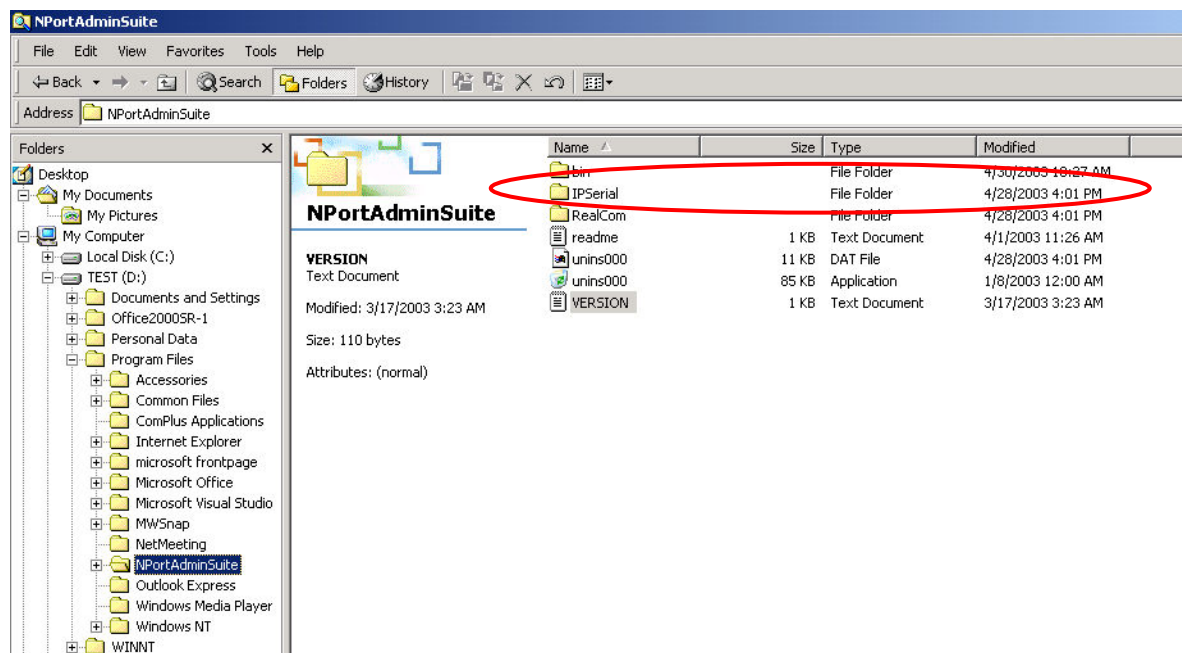 NPortAdminSuite
File Edit View Favorites Tools Help
Back Search Folders History
Address NPortAdminSuite
Folders
Desktop
My Documents
My Pictures
My Computer
Local Disk (C:)
TEST (D:)
Documents and Settings
Office2000SR-1
Personal Data
Program Files
Accessories
Common Files
ComPlus Applications
Internet Explorer
microsoft frontpage
Microsoft Office
Microsoft Visual Studio
MWSnap
NetMeeting
NPortAdminSuite
Outlook Express
Windows Media Player
Windows NT
WINNT
NPortAdminSuite
VERSION
Text Document
Modified: 3/17/2003 3:23 AM
Size: 110 bytes
Attributes: (normal)
Name Size Type Modified
bin File Folder 4/30/2003 10:27 AM
IPSerial File Folder 4/28/2003 4:01 PM
RealCom File Folder 4/28/2003 4:01 PM
readme 1 KB Text Document 4/1/2003 11:26 AM
unins000 11 KB DAT File 4/28/2003 4:01 PM
unins000 85 KB Application 1/8/2003 12:00 AM
VERSION 1 KB Text Document 3/17/2003 3:23 AM